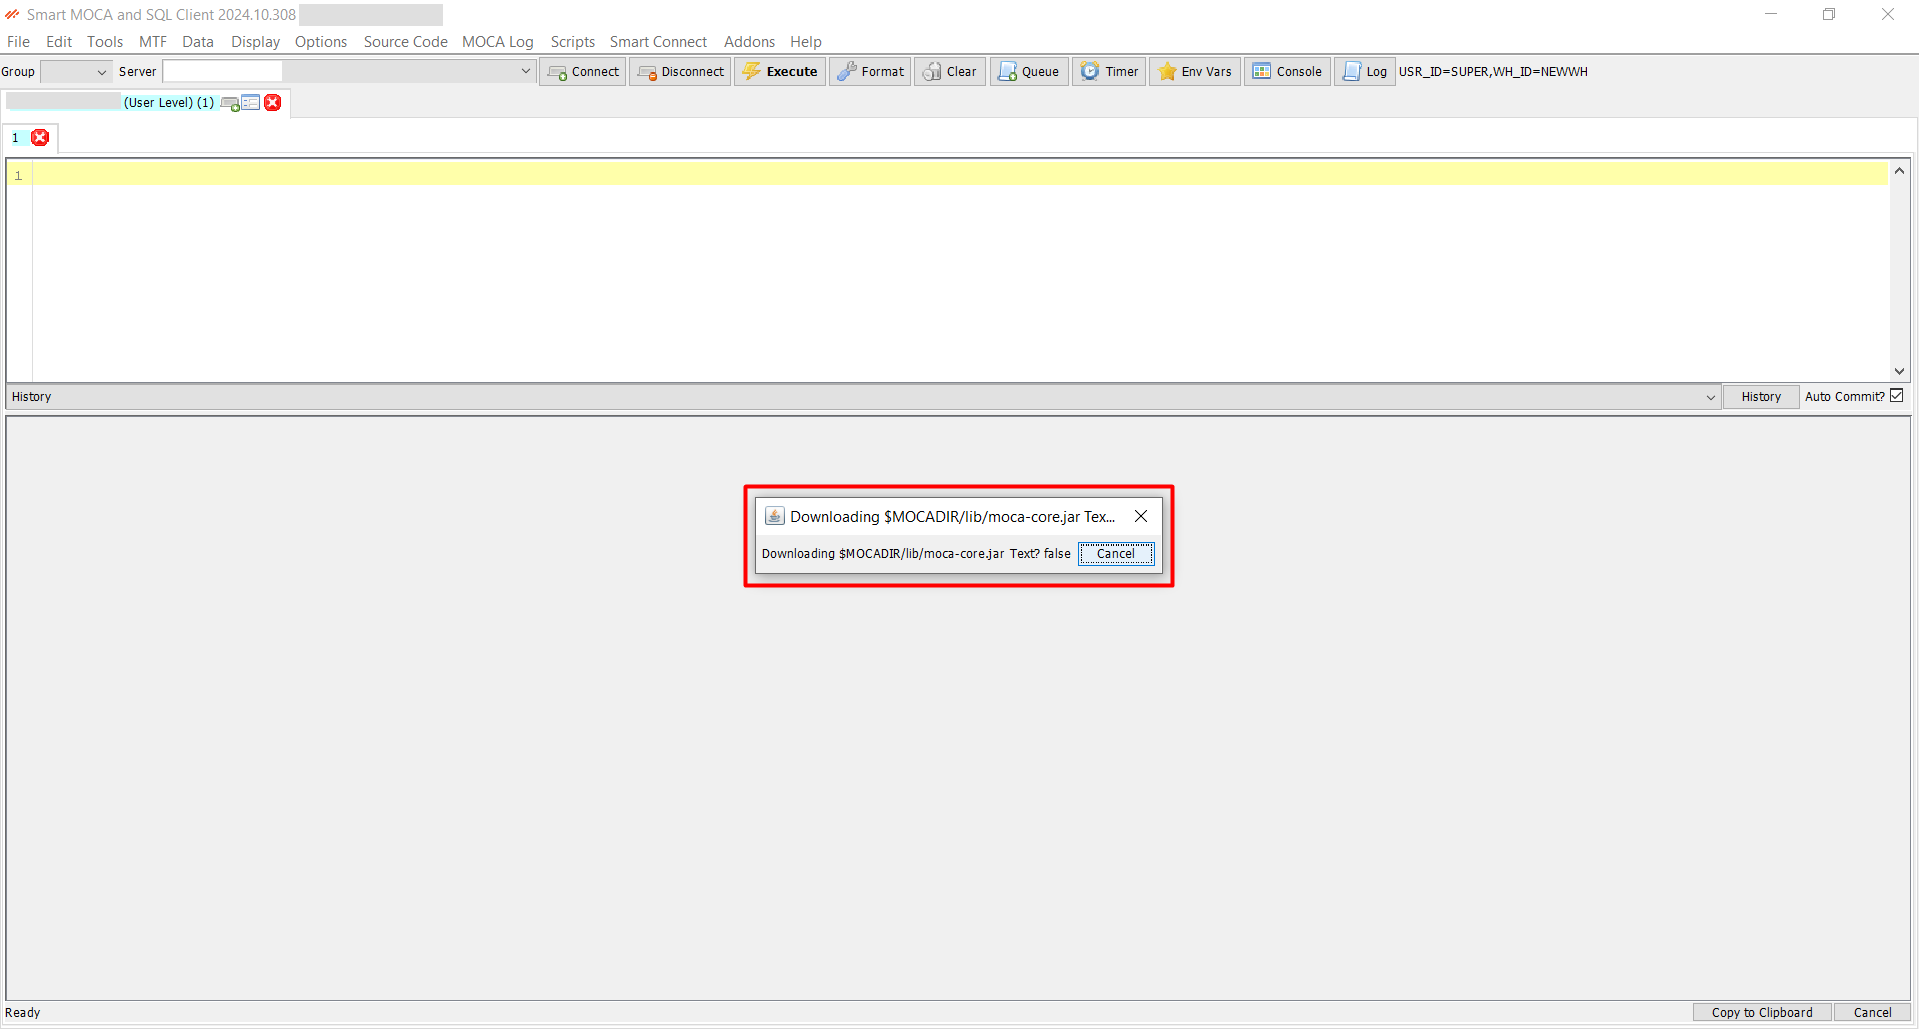 Smart MOCA and SQL Client 2024.10.308
File Edit Tools MTF Data Display Options Source Code MOCA Log Scripts Smart Connect Addons Help
Group Server Connect Disconnect Execute Format Clear Queue Timer Env Vars Console Log USR_ID=SUPER,WH_ID=NEWWH
(User Level) (1)
1
1
History History Auto Commit?
Downloading $MOCADIR/lib/moca-core.jar Tex...
Downloading $MOCADIR/lib/moca-core.jar Text? false Cancel
Ready Copy to Clipboard Cancel